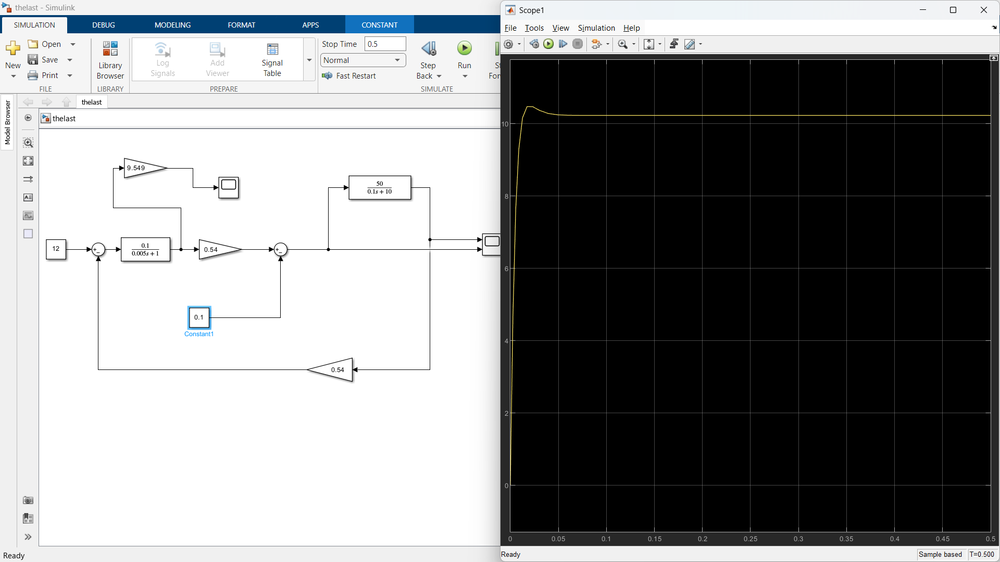 thelast - Simulink
SIMULATION DEBUG MODELING FORMAT APPS CONSTANT
New
Open
Save
Print
FILE
Library Browser
LIBRARY
Log Signals
Add Viewer
Signal Table
PREPARE
Stop Time 0.5
Normal
Fast Restart
Step Back
Run
SIMULATE
Model Browser
thelast
thelast
9.549
50
0.1s + 10
12
+
−
0.1
0.005s + 1
0.54
+
−
0.1
Constant1
0.54
Ready
Scope1
File Tools View Simulation Help
10
8
6
4
2
0
0 0.05 0.1 0.15 0.2 0.25 0.3 0.35 0.4 0.45 0.5
Ready
Sample based T=0.500